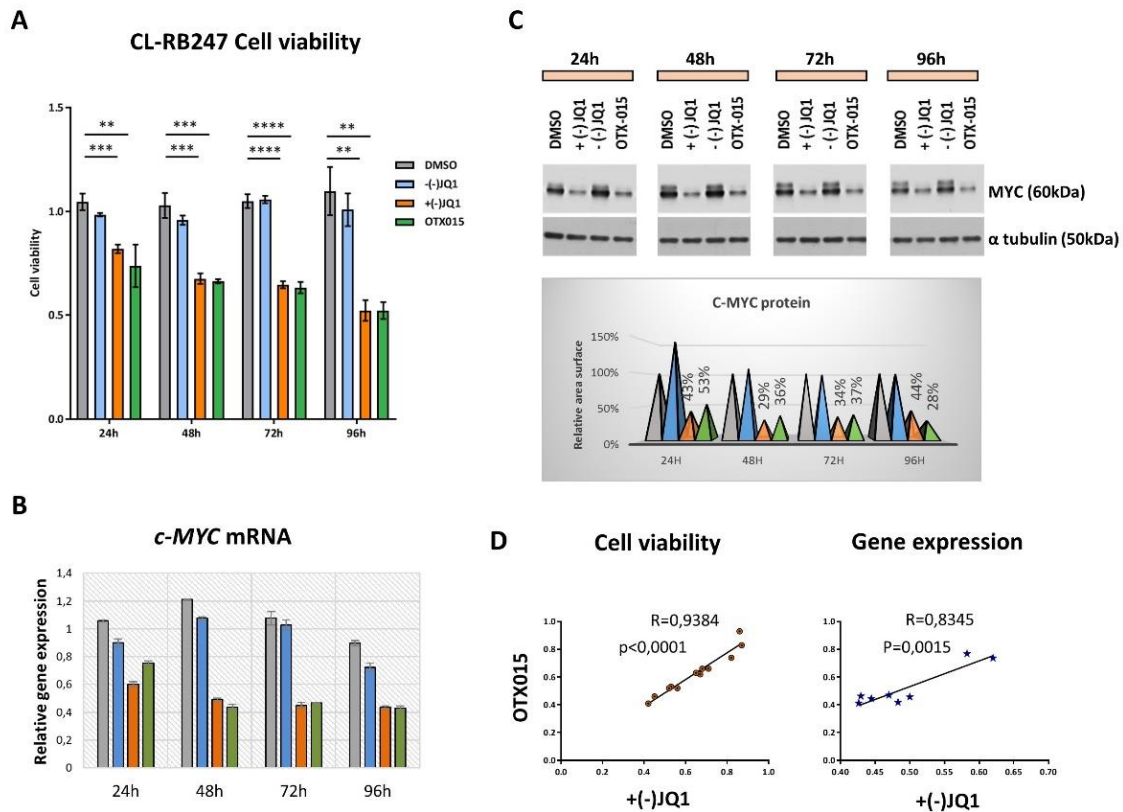 A
CL-RB247 Cell viability
Cell viability
1.5
1.0
0.5
0.0
** *** **** **
*** *** **** **
DMSO
-(-)JQ1
+(-)JQ1
OTX015
24h 48h 72h 96h
B
c-MYC mRNA
Relative gene expression
1,4
1,2
1
0,8
0,6
0,4
0,2
0
24h 48h 72h 96h
C
24h 48h 72h 96h
DMSO + (-) JQ1 - (-) JQ1 OTX-015 DMSO + (-) JQ1 - (-) JQ1 OTX-015 DMSO + (-) JQ1 - (-) JQ1 OTX-015 DMSO + (-) JQ1 - (-) JQ1 OTX-015
MYC (60kDa)
α tubulin (50kDa)
C-MYC protein
Relative area surface
150%
100%
50%
0%
43% 53% 29% 36% 34% 37% 44% 28%
24H 48H 72H 96H
D
Cell viability
OTX015
R=0,9384
p<0,0001
1.0
0.8
0.6
0.4
0.2
0.0
0.0 0.2 0.4 0.6 0.8 1.0
+(-)JQ1
Gene expression
R=0,8345
P=0,0015
1.0
0.8
0.6
0.4
0.2
0.0
0.40 0.45 0.50 0.55 0.60 0.65 0.70
+(-)JQ1